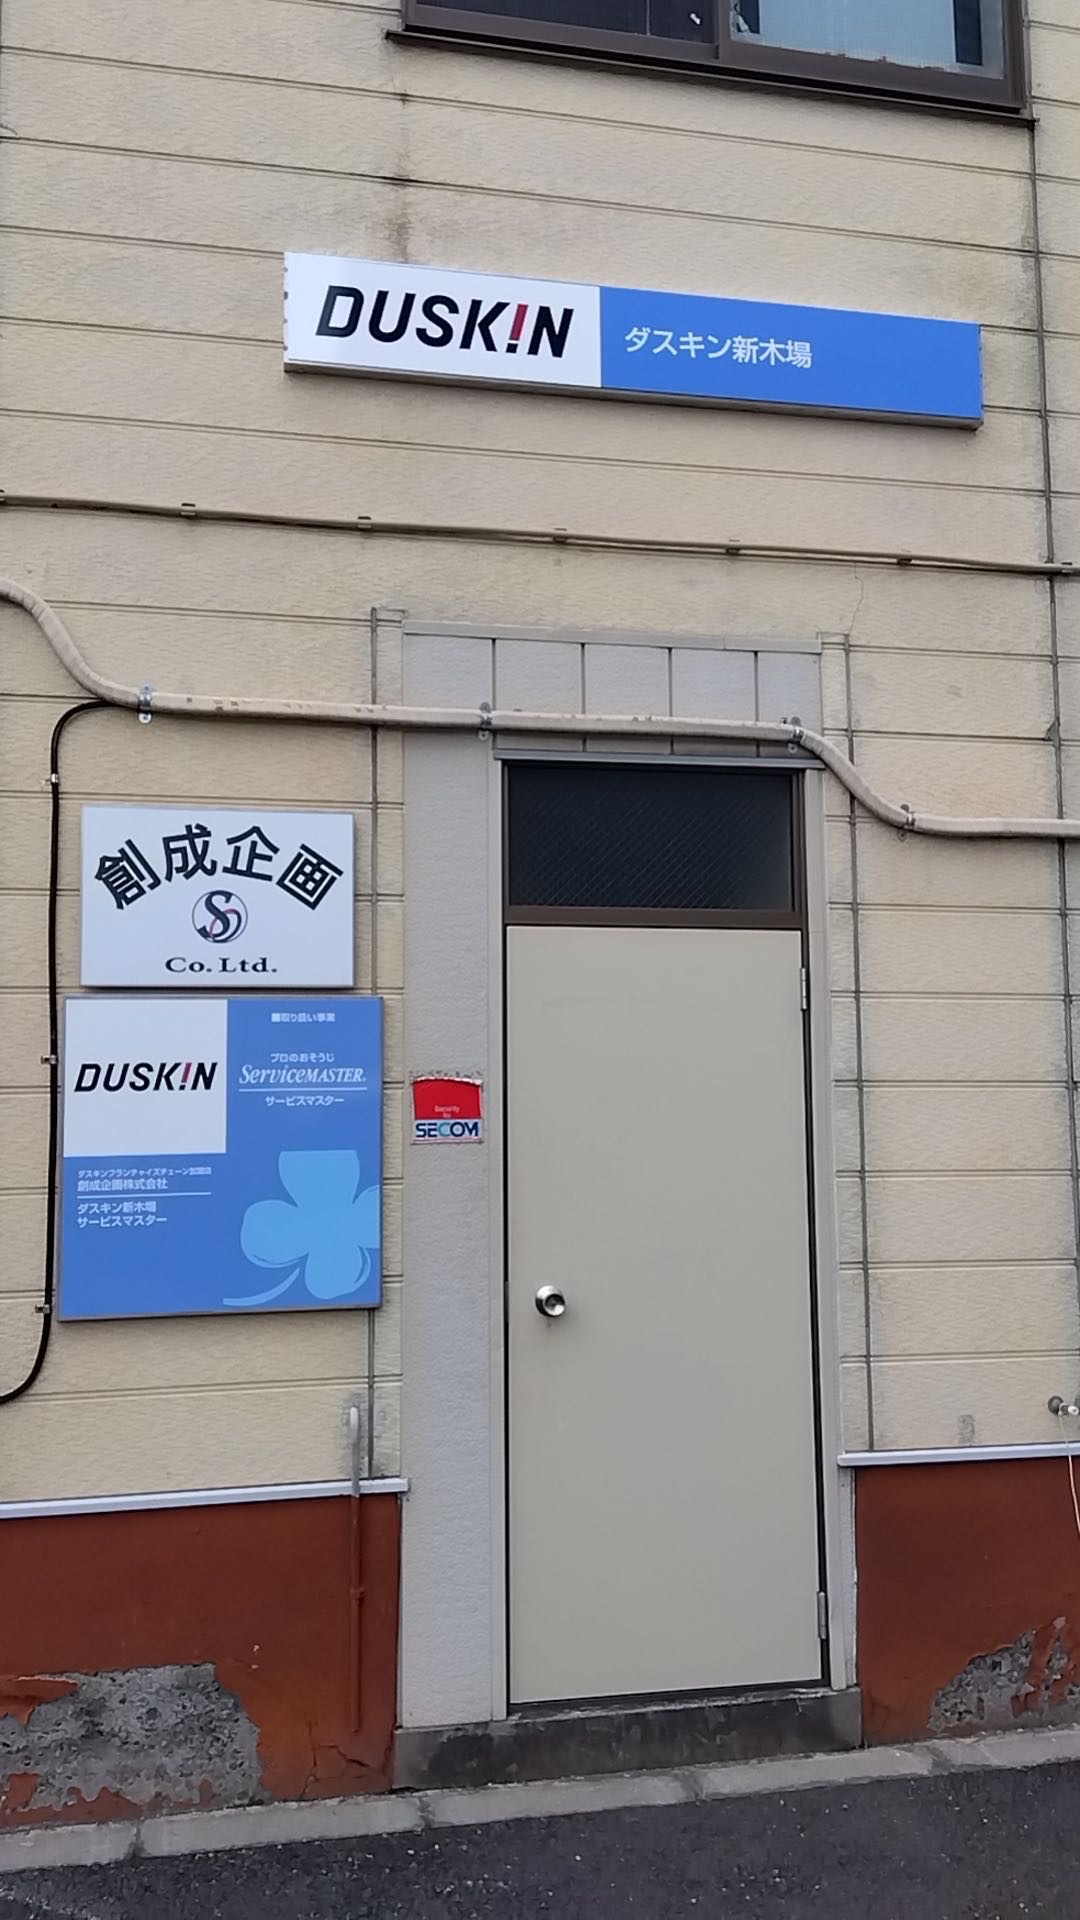 DUSK!N
ダスキン新木場
創成企画
Co. Ltd.
DUSK!N
■取り扱い事業
プロのおそうじ
ServiceMASTER®
サービスマスター
ダスキンフランチャイズチェーン加盟店
創成企画株式会社
ダスキン新木場
サービスマスター
Security
by
SECOM